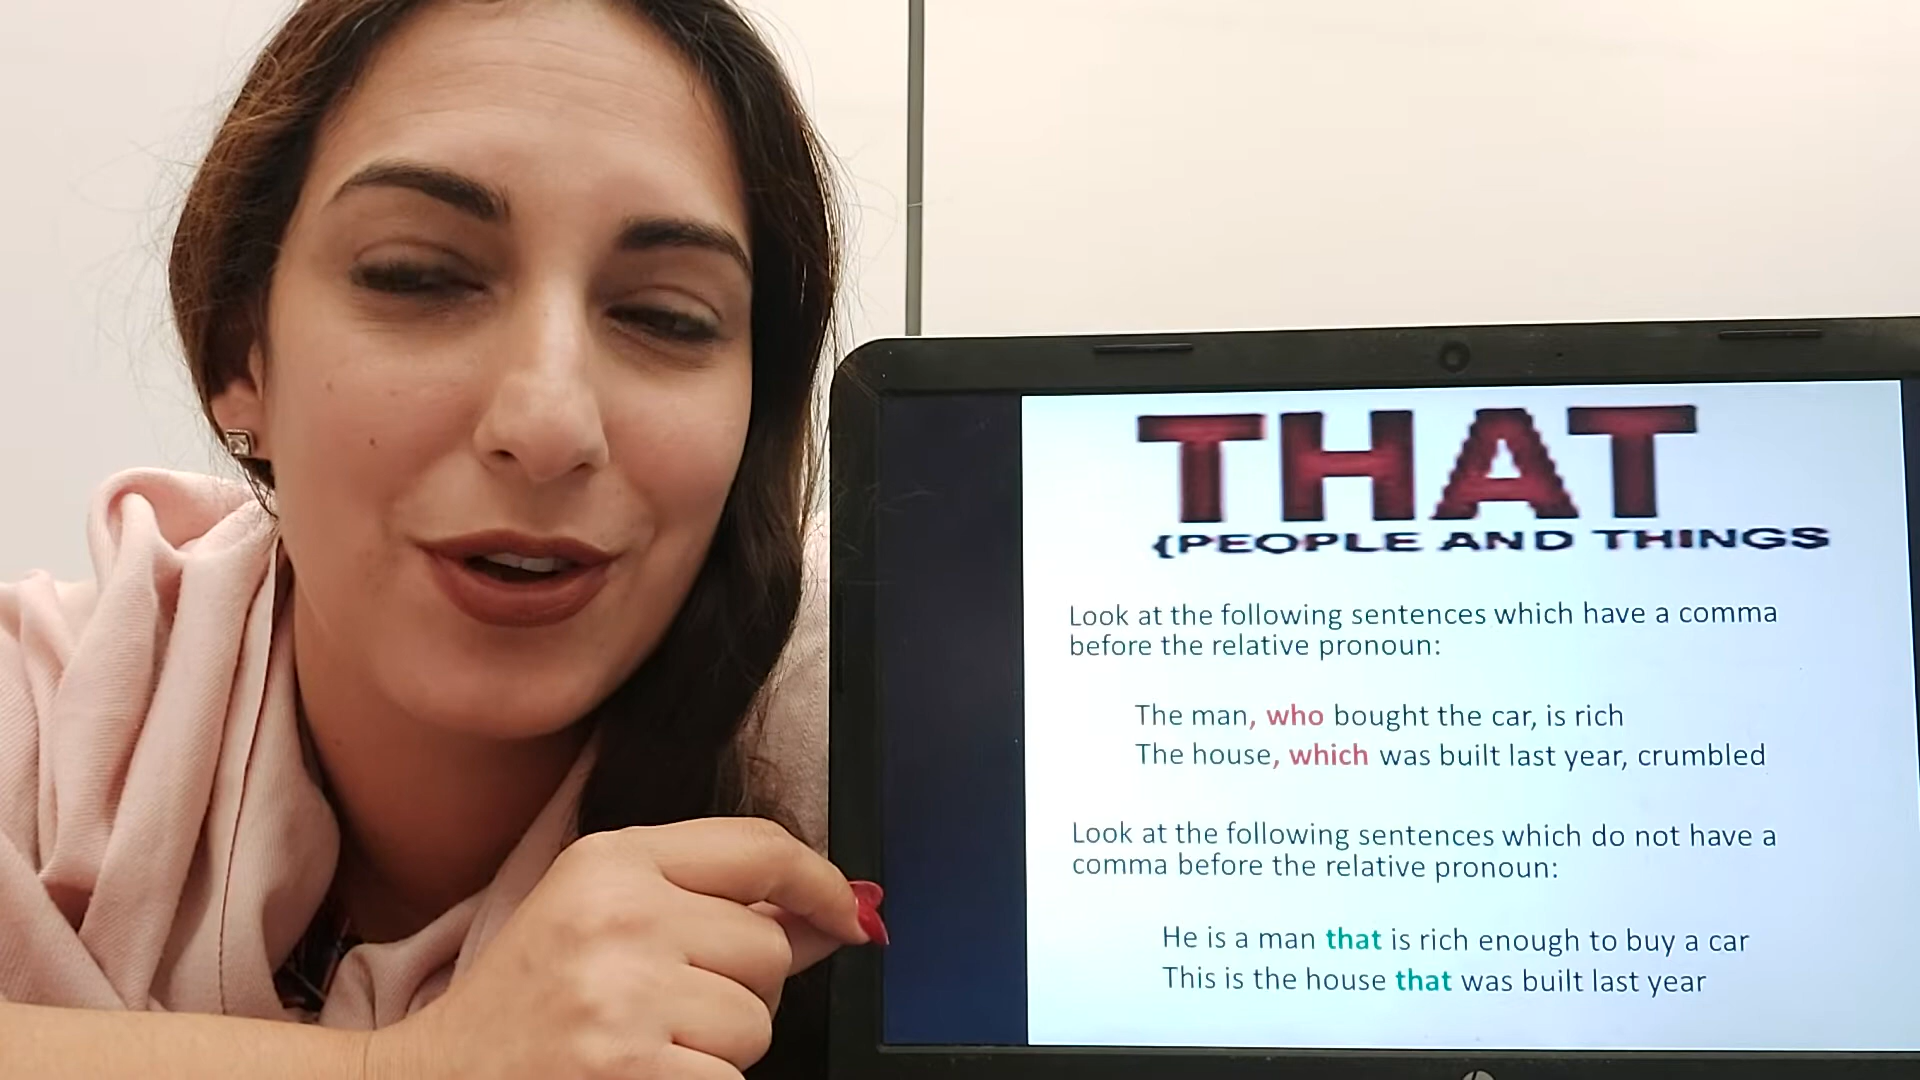 THAT
{PEOPLE AND THINGS
Look at the following sentences which have a comma
before the relative pronoun:
The man, who bought the car, is rich
The house, which was built last year, crumbled
Look at the following sentences which do not have a
comma before the relative pronoun:
He is a man that is rich enough to buy a car
This is the house that was built last year